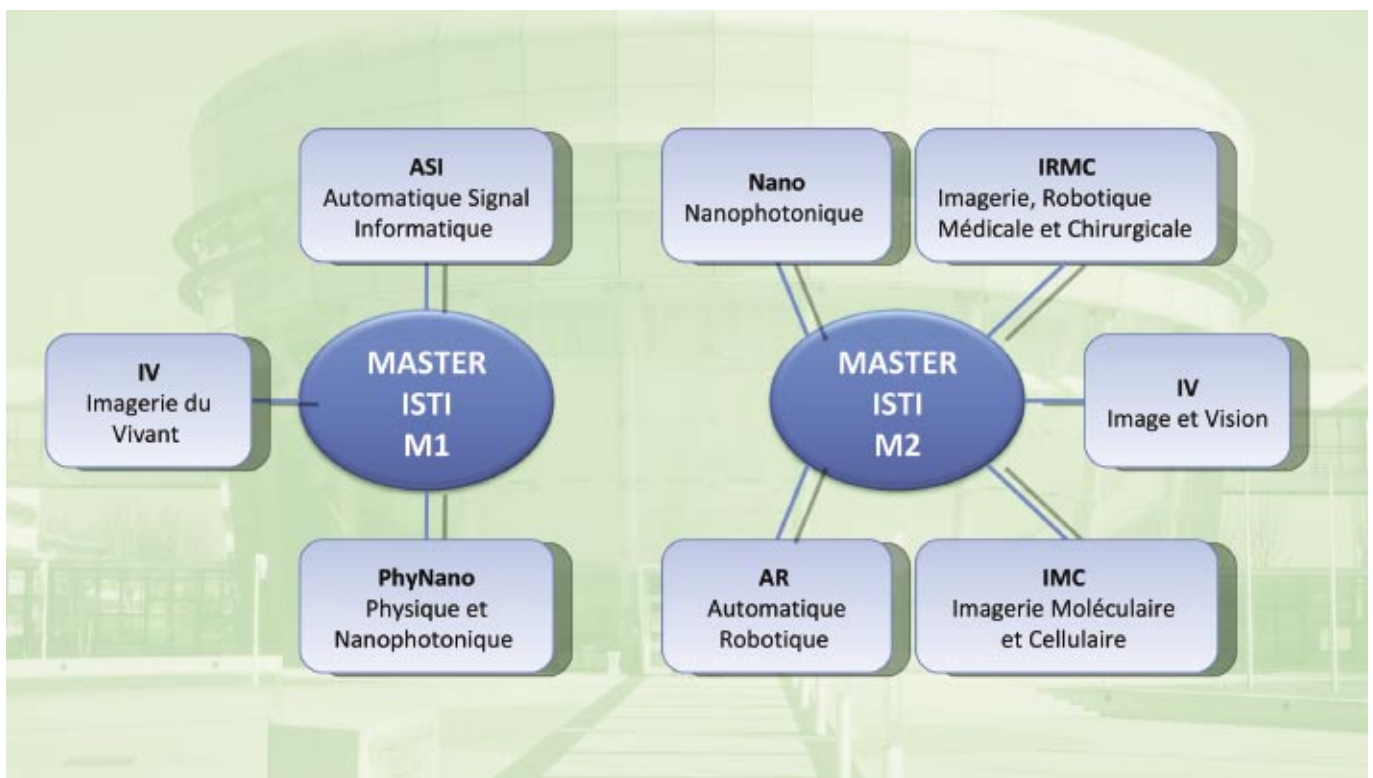 ASI
Automatique Signal
Informatique
IV
Imagerie du
Vivant
MASTER
ISTI
M1
PhyNano
Physique et
Nanophotonique
Nano
Nanophotonique
IRMC
Imagerie, Robotique
Médicale et Chirurgicale
MASTER
ISTI
M2
IV
Image et Vision
AR
Automatique
Robotique
IMC
Imagerie Moléculaire
et Cellulaire